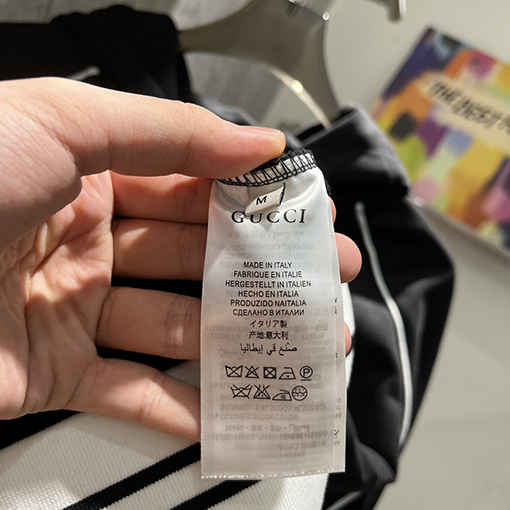 M
GUCCI
MADE IN ITALY
FABRIQUE EN ITALIE
HERGESTELLT IN ITALIEN
HECHO EN ITALIA
PRODUZIDO NAITALIA
СДЕЛАНО В ИТАЛИИ
イタリア製
产地意大利
صنع في إيطاليا
THE BEST